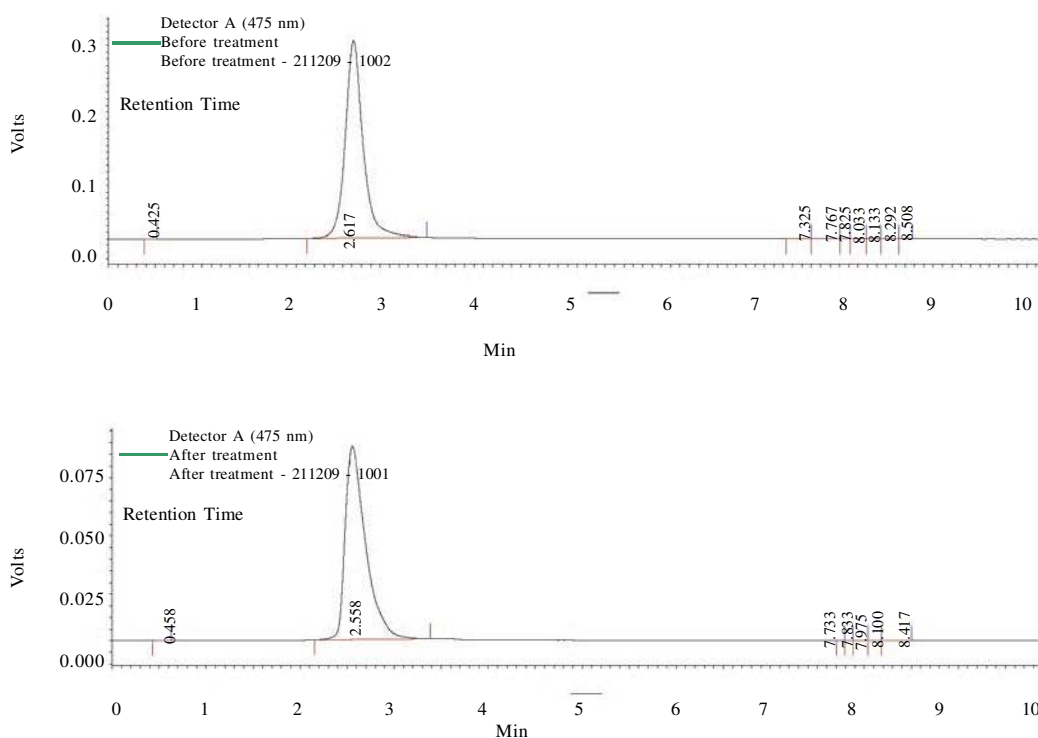 Detector A (475 nm)
Before treatment
Before treatment - 211209 - 1002
Retention Time
Volts
0.3
0.2
0.1
0.0
0.425
2.617
7.325
7.767
7.825
8.033
8.133
8.292
8.508
0 1 2 3 4 5 6 7 8 9 10
Min
Detector A (475 nm)
After treatment
After treatment - 211209 - 1001
Retention Time
Volts
0.075
0.050
0.025
0.000
0.458
2.558
7.733
7.833
7.975
8.100
8.417
0 1 2 3 4 5 6 7 8 9 10
Min